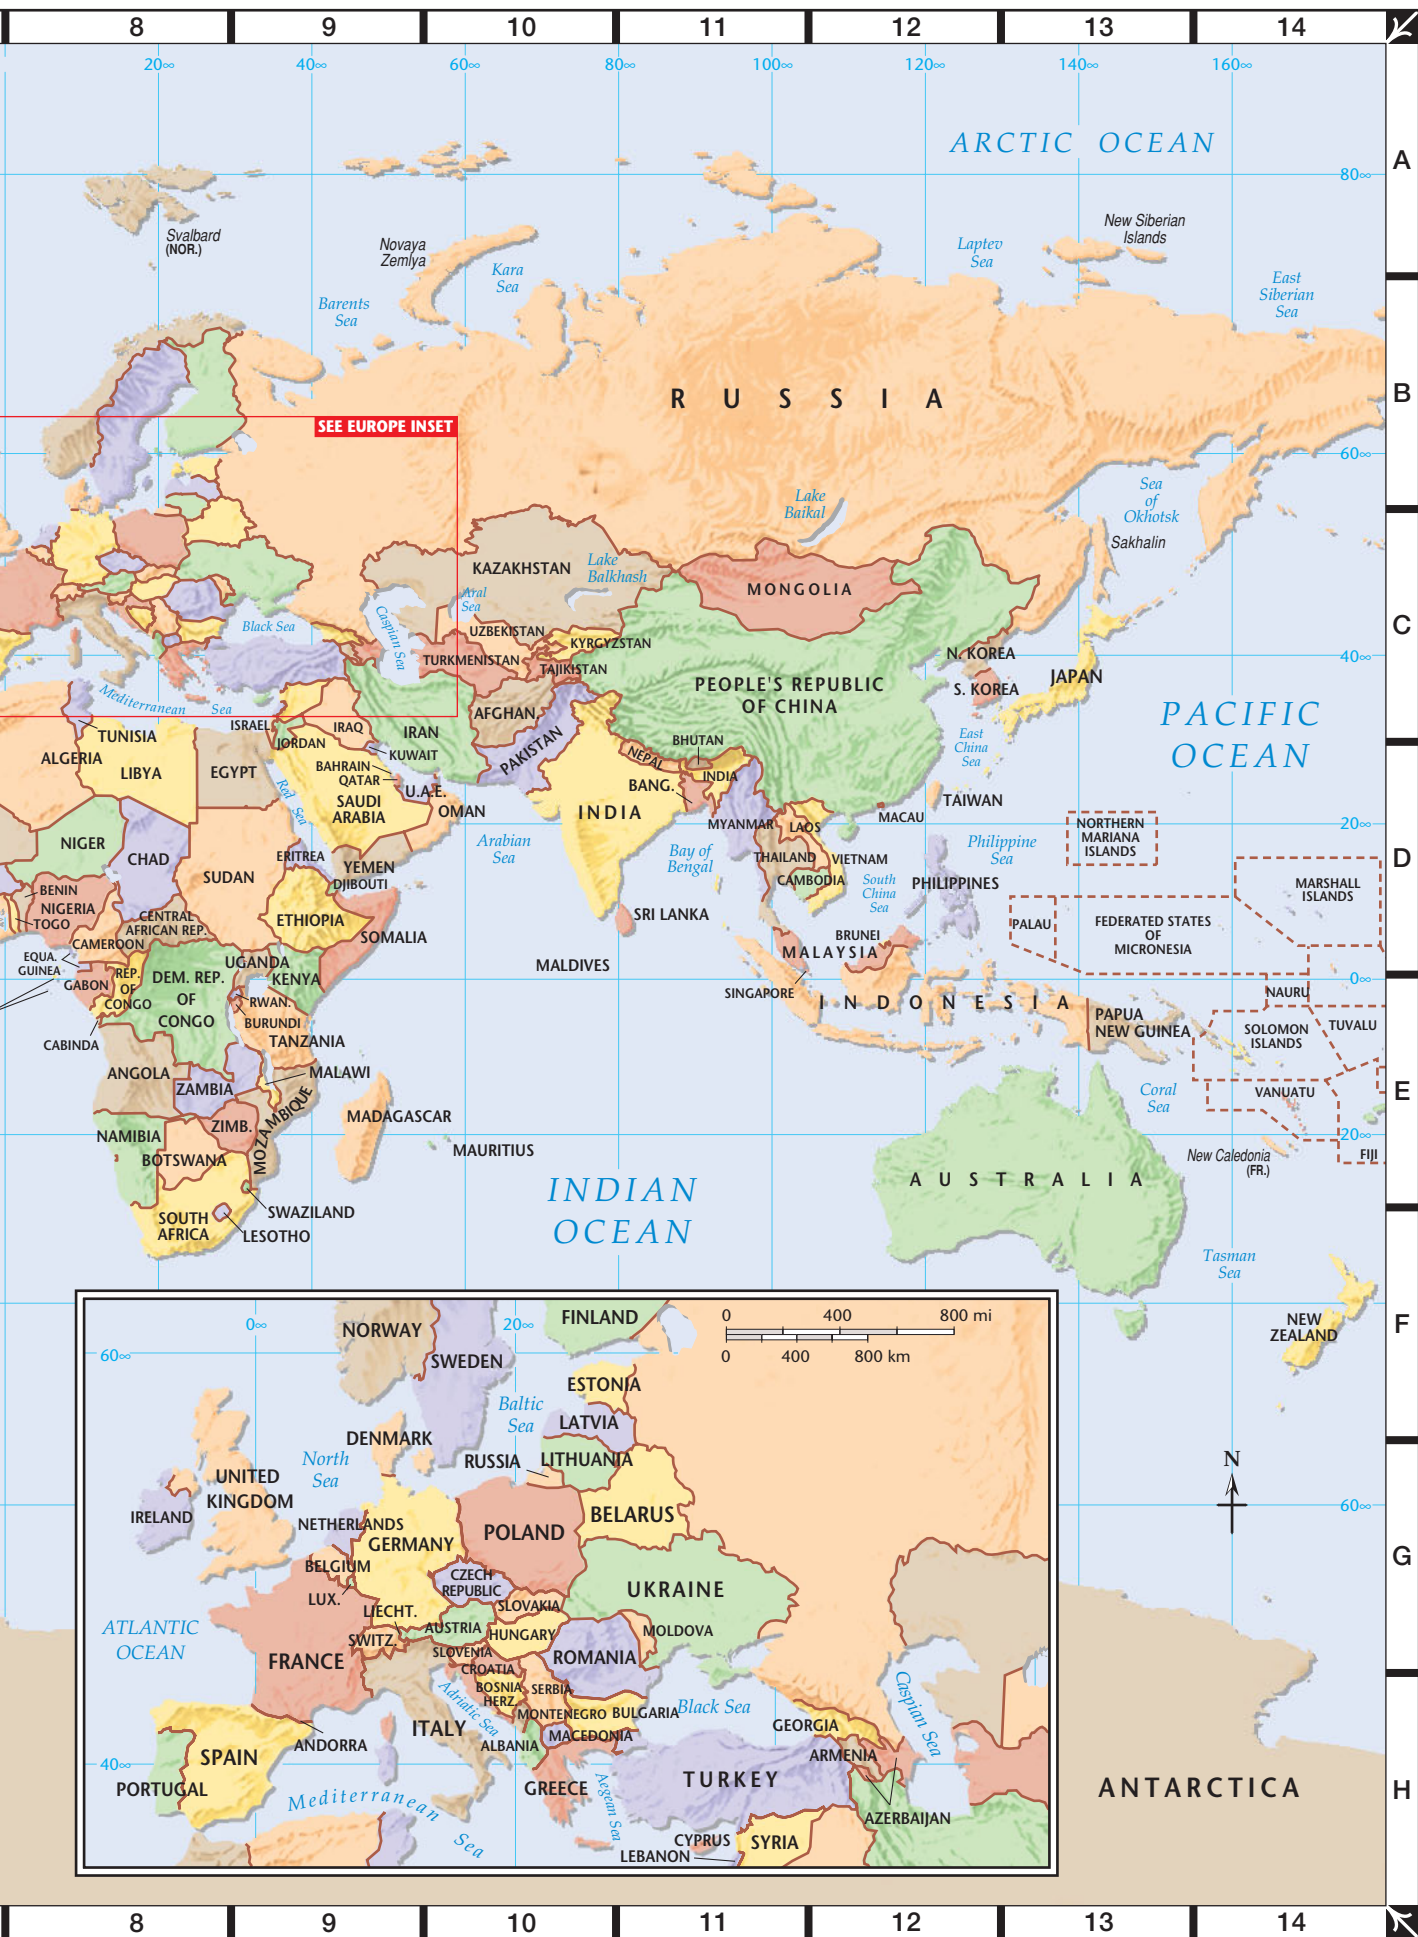 8 9 10 11 12 13 14
20∞ 40∞ 60∞ 80∞ 100∞ 120∞ 140∞ 160∞
ARCTIC OCEAN
A
80∞
Svalbard
(NOR.)
Novaya
Zemlya
Kara
Sea
Barents
Sea
Laptev
Sea
New Siberian
Islands
East
Siberian
Sea
B
RUSSIA
SEE EUROPE INSET
60∞
Lake
Baikal
Sea
of
Okhotsk
Sakhalin
KAZAKHSTAN
Lake
Balkhash
MONGOLIA
Aral
Sea
Caspian Sea
Black Sea
C
UZBEKISTAN
KYRGYZSTAN
TURKMENISTAN
TAJIKISTAN
N. KOREA
40∞
S. KOREA
JAPAN
PEOPLE'S REPUBLIC
OF CHINA
Mediterranean Sea
AFGHAN.
PACIFIC
OCEAN
ISRAEL
IRAQ
IRAN
TUNISIA
JORDAN
KUWAIT
PAKISTAN
NEPAL
BHUTAN
East
China
Sea
ALGERIA
LIBYA
EGYPT
BAHRAIN
QATAR
U.A.E.
BANG.
INDIA
Red Sea
SAUDI
ARABIA
OMAN
INDIA
TAIWAN
MACAU
NORTHERN
MARIANA
ISLANDS
20∞
MYANMAR
LAOS
NIGER
CHAD
ERITREA
YEMEN
DJIBOUTI
Arabian
Sea
Bay of
Bengal
THAILAND
VIETNAM
CAMBODIA
South
China
Sea
Philippine
Sea
PHILIPPINES
D
SUDAN
BENIN
NIGERIA
TOGO
CENTRAL
AFRICAN REP.
ETHIOPIA
SOMALIA
SRI LANKA
MARSHALL
ISLANDS
PALAU
FEDERATED STATES
OF
MICRONESIA
CAMEROON
EQUA.
GUINEA
UGANDA
KENYA
BRUNEI
MALAYSIA
MALDIVES
GABON
REP.
OF
CONGO
DEM. REP.
OF
CONGO
RWAN.
BURUNDI
SINGAPORE
INDONESIA
0∞
NAURU
PAPUA
NEW GUINEA
SOLOMON
ISLANDS
TUVALU
CABINDA
TANZANIA
ANGOLA
ZAMBIA
MALAWI
MOZAMBIQUE
MADAGASCAR
Coral
Sea
VANUATU
E
NAMIBIA
ZIMB.
BOTSWANA
MAURITIUS
20∞
New Caledonia
(FR.)
FIJI
AUSTRALIA
INDIAN
OCEAN
SWAZILAND
SOUTH
AFRICA
LESOTHO
Tasman
Sea
NEW
ZEALAND
F
N
60∞
G
ANTARCTICA
H
0∞ 20∞
NORWAY
FINLAND
0 400 800 mi
0 400 800 km
60∞
SWEDEN
ESTONIA
Baltic
Sea
LATVIA
DENMARK
North
Sea
RUSSIA
LITHUANIA
UNITED
KINGDOM
IRELAND
NETHERLANDS
GERMANY
POLAND
BELARUS
BELGIUM
LUX.
CZECH
REPUBLIC
UKRAINE
SLOVAKIA
LIECHT.
AUSTRIA
MOLDOVA
ATLANTIC
OCEAN
SWITZ.
HUNGARY
FRANCE
SLOVENIA
CROATIA
ROMANIA
BOSNIA
HERZ.
SERBIA
Adriatic Sea
MONTENEGRO
BULGARIA
Black Sea
Caspian Sea
ITALY
ALBANIA
MACEDONIA
GEORGIA
ANDORRA
ARMENIA
40∞
SPAIN
PORTUGAL
GREECE
Aegean Sea
TURKEY
AZERBAIJAN
Mediterranean Sea
CYPRUS
LEBANON
SYRIA
8 9 10 11 12 13 14